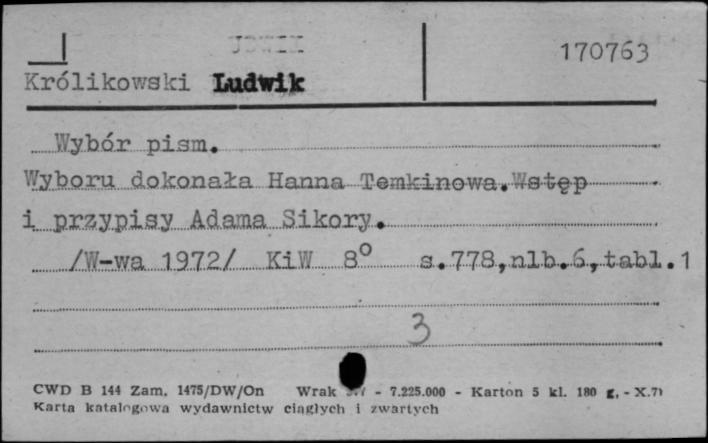 170763
Królikowski Ludwik
Wybór pism.
Wyboru dokonała Hanna Temkinowa. Wstęp
i przypisy Adama Sikory.
/W-wa 1972/ KiW 8° s.778,nlb.6,tabl.1
3
CWD B 144 Zam. 1475/DW/On Wrak - 7.225.000 - Karton 5 kl. 180 g. - X.71
Karta katalogowa wydawnictw ciągłych i zwartych